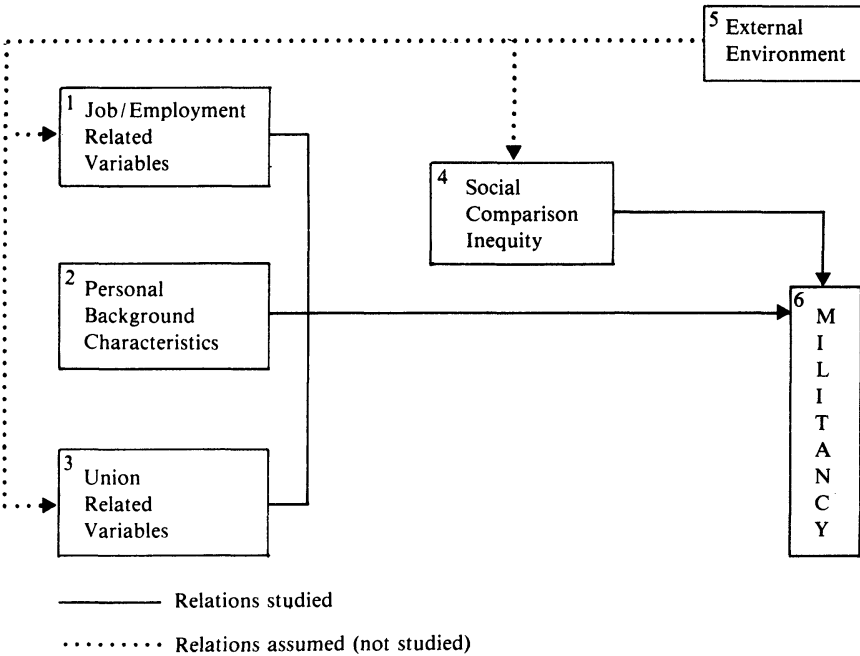 5 External
Environment
1 Job/Employment
Related
Variables
4 Social
Comparison
Inequity
2 Personal
Background
Characteristics
6
M
I
L
I
T
A
N
C
Y
3 Union
Related
Variables
Relations studied
Relations assumed (not studied)